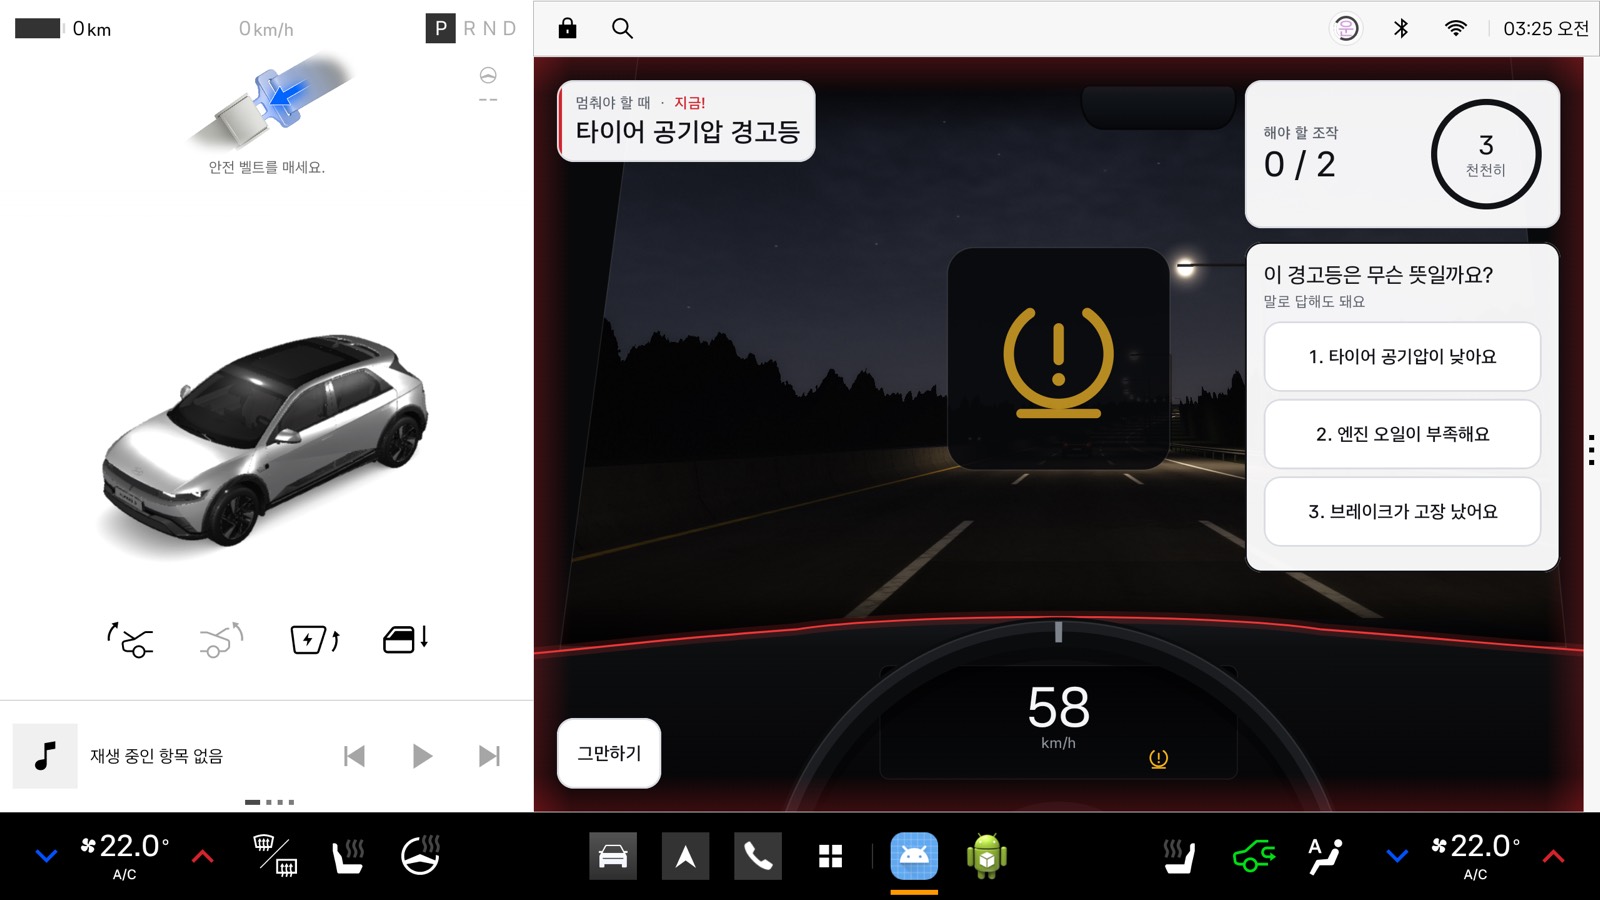 0km
0km/h
P R N D
--
안전 벨트를 매세요.
재생 중인 항목 없음
운
03:25 오전
멈춰야 할 때 · 지금!
타이어 공기압 경고등
해야 할 조작
0 / 2
3
천천히
이 경고등은 무슨 뜻일까요?
말로 답해도 돼요
1. 타이어 공기압이 낮아요
2. 엔진 오일이 부족해요
3. 브레이크가 고장 났어요
58
km/h
그만하기
22.0°
A/C
A
22.0°
A/C